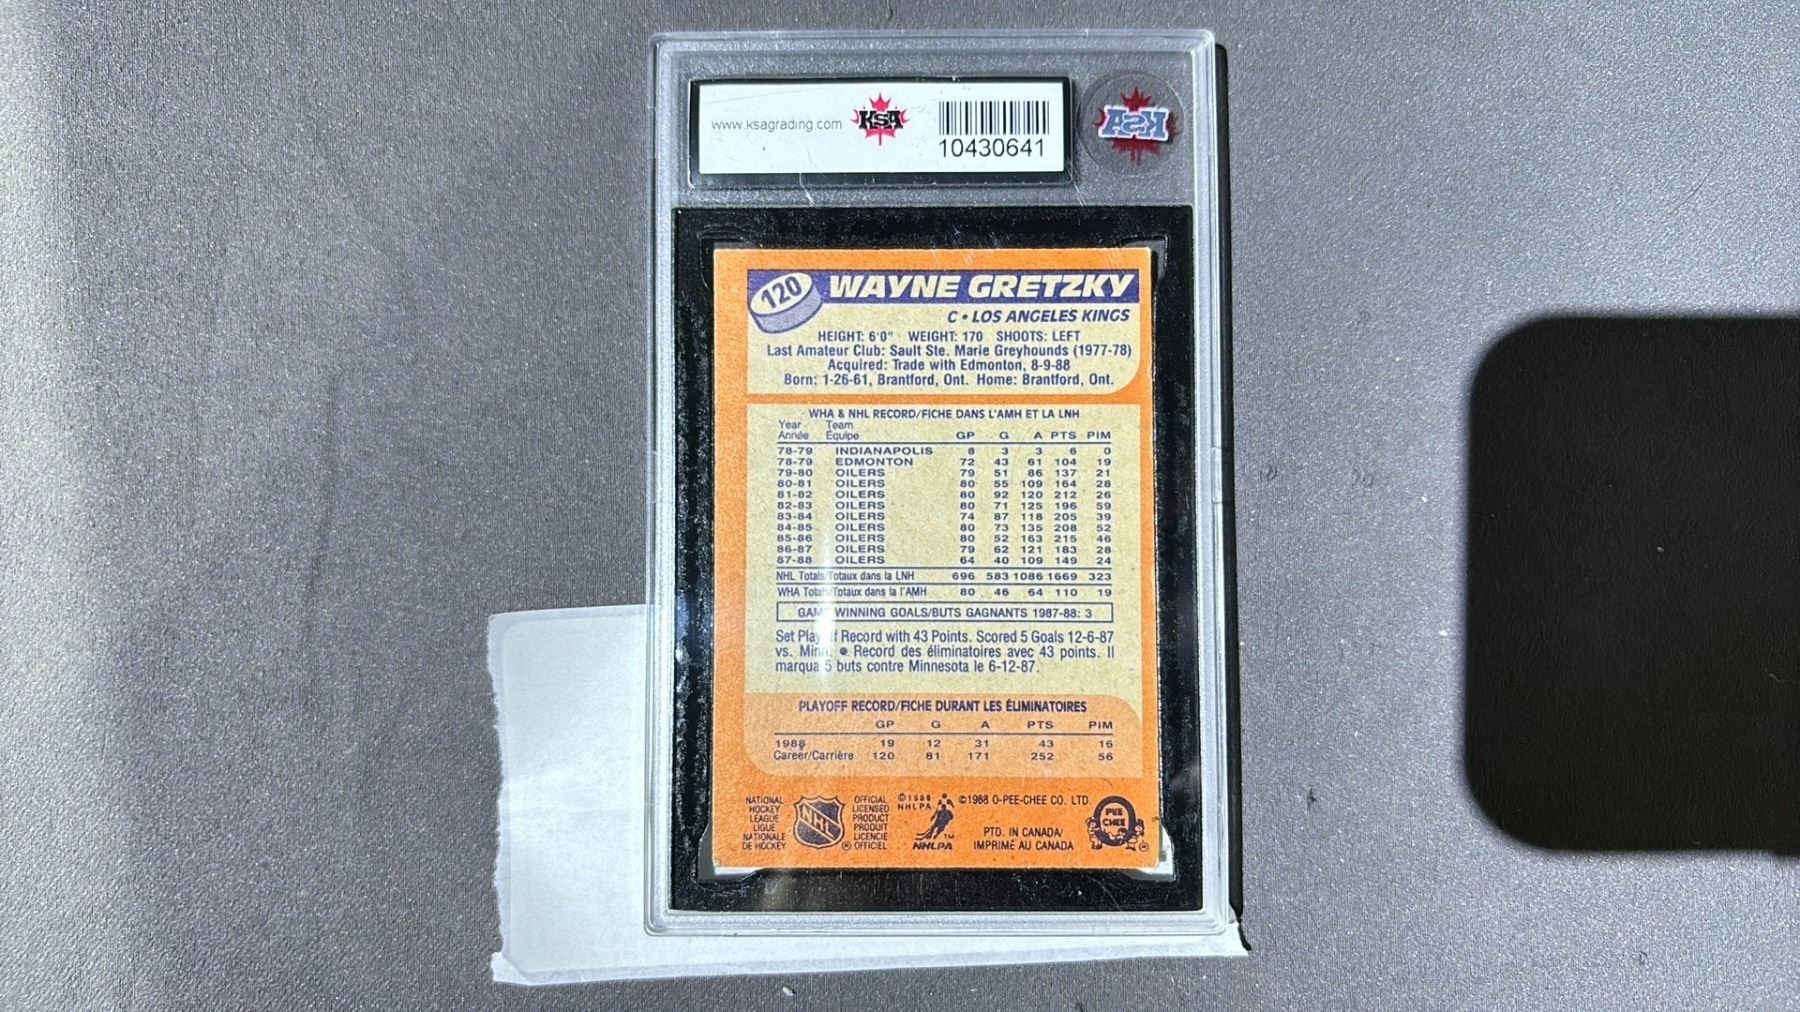 www.ksagrading.com KSA
10430641
KSA
120 WAYNE GRETZKY
C • LOS ANGELES KINGS
HEIGHT: 6'0" WEIGHT: 170 SHOOTS: LEFT
Last Amateur Club: Sault Ste. Marie Greyhounds (1977-78)
Acquired: Trade with Edmonton, 8-9-88
Born: 1-26-61, Brantford, Ont. Home: Brantford, Ont.
WHA & NHL RECORD/FICHE DANS L'AMH ET LA LNH
Year Team
Année Équipe GP G A PTS PIM
78-79 INDIANAPOLIS 8 3 3 6 0
78-79 EDMONTON 72 43 61 104 19
79-80 OILERS 79 51 86 137 21
80-81 OILERS 80 55 109 164 28
81-82 OILERS 80 92 120 212 26
82-83 OILERS 80 71 125 196 59
83-84 OILERS 74 87 118 205 39
84-85 OILERS 80 73 135 208 52
85-86 OILERS 80 52 163 215 46
86-87 OILERS 79 62 121 183 28
87-88 OILERS 64 40 109 149 24
NHL Totals/Totaux dans la LNH 696 583 1086 1669 323
WHA Totals/Totaux dans la l'AMH 80 46 64 110 19
GAME WINNING GOALS/BUTS GAGNANTS 1987-88: 3
Set Playoff Record with 43 Points. Scored 5 Goals 12-6-87
vs. Minn. ● Record des éliminatoires avec 43 points. Il
marqua 5 buts contre Minnesota le 6-12-87.
PLAYOFF RECORD/FICHE DURANT LES ÉLIMINATOIRES
GP G A PTS PIM
1988 19 12 31 43 16
Career/Carrière 120 81 171 252 56
NATIONAL
HOCKEY
LEAGUE
LIGUE
NATIONALE
DE HOCKEY
NHL
®
OFFICIAL
LICENSED
PRODUCT
PRODUIT
LICENCIE
OFFICIEL
©1988
NHLPA
TM
NHLPA
©1988 O-PEE-CHEE CO. LTD.
PTD. IN CANADA/
IMPRIMÉ AU CANADA
PEE
CHEE
®